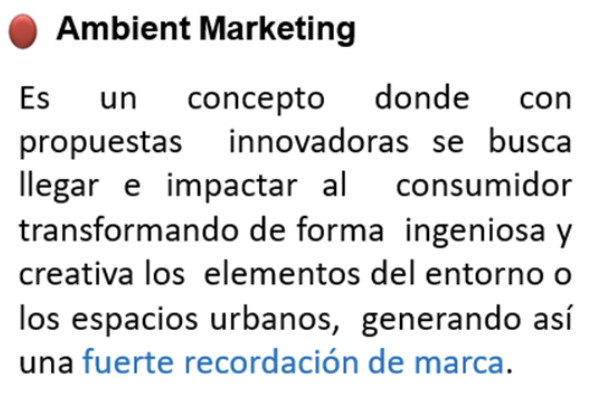 Ambient Marketing
Es un concepto donde con
propuestas innovadoras se busca
llegar e impactar al consumidor
transformando de forma ingeniosa y
creativa los elementos del entorno o
los espacios urbanos, generando así
una fuerte recordación de marca.